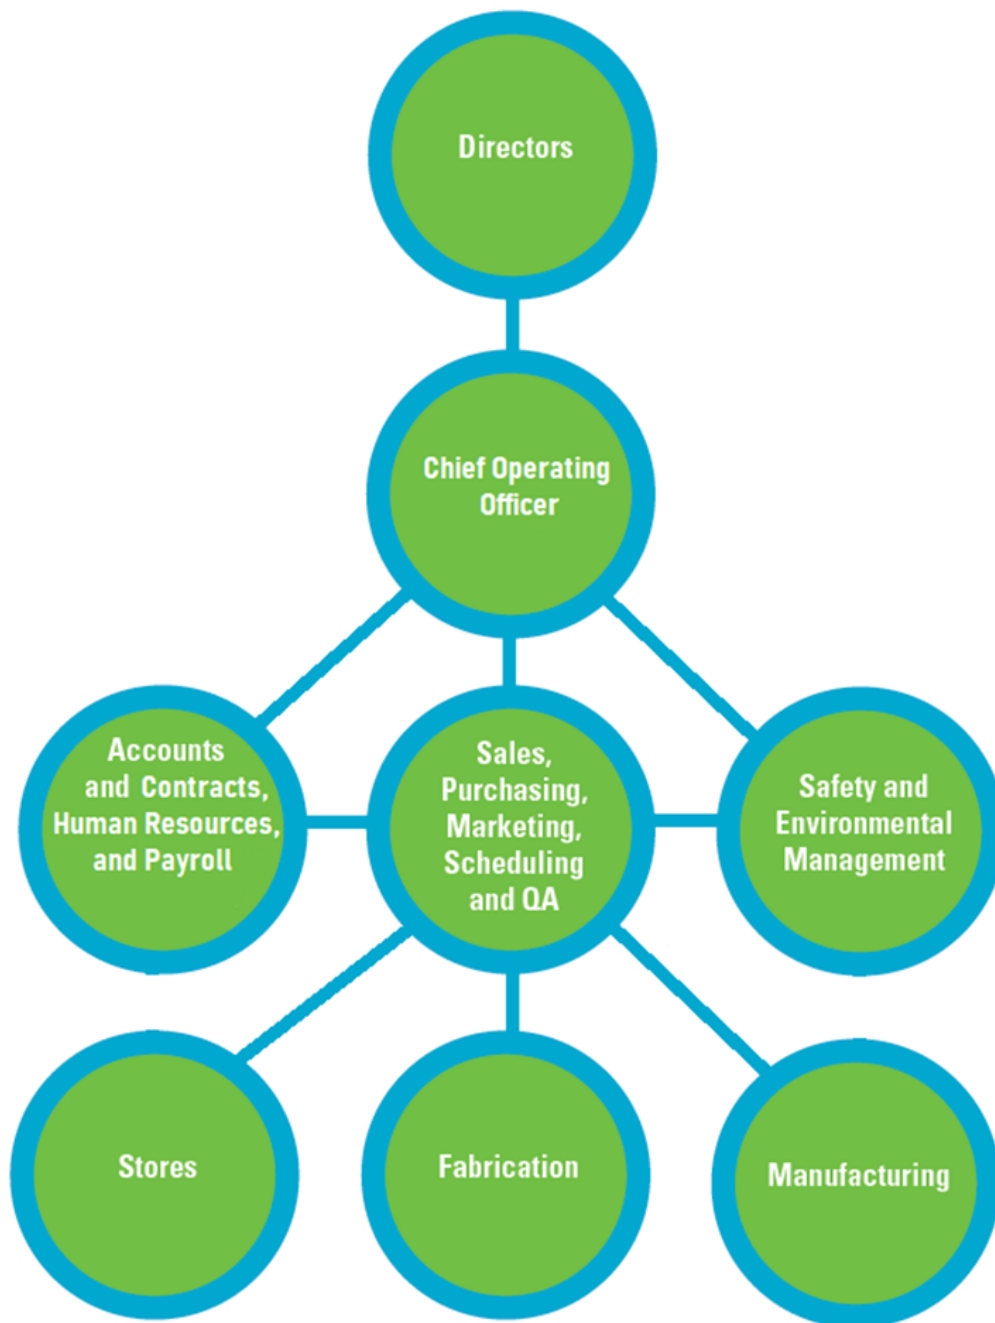 Directors
Chief Operating
Officer
Accounts
and Contracts,
Human Resources,
and Payroll
Sales,
Purchasing,
Marketing,
Scheduling
and QA
Safety and
Environmental
Management
Stores
Fabrication
Manufacturing